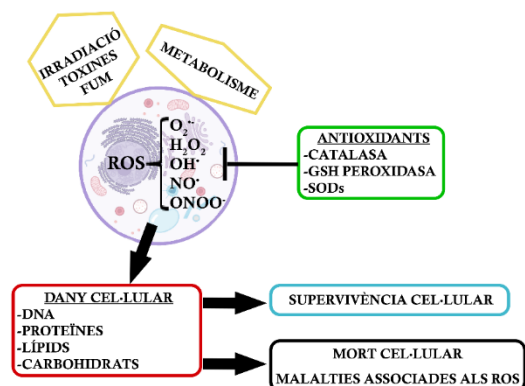 IRRADIACIÓ
TOXINES
FUM
METABOLISME
ROS
O₂•-
H₂O₂
OH•
NO•
ONOO-
ANTIOXIDANTS
-CATALASA
-GSH PEROXIDASA
-SODs
DANY CEL·LULAR
-DNA
-PROTEÏNES
-LÍPIDS
-CARBOHIDRATS
SUPERVIVÈNCIA CEL·LULAR
MORT CEL·LULAR
MALALTIES ASSOCIADES ALS ROS